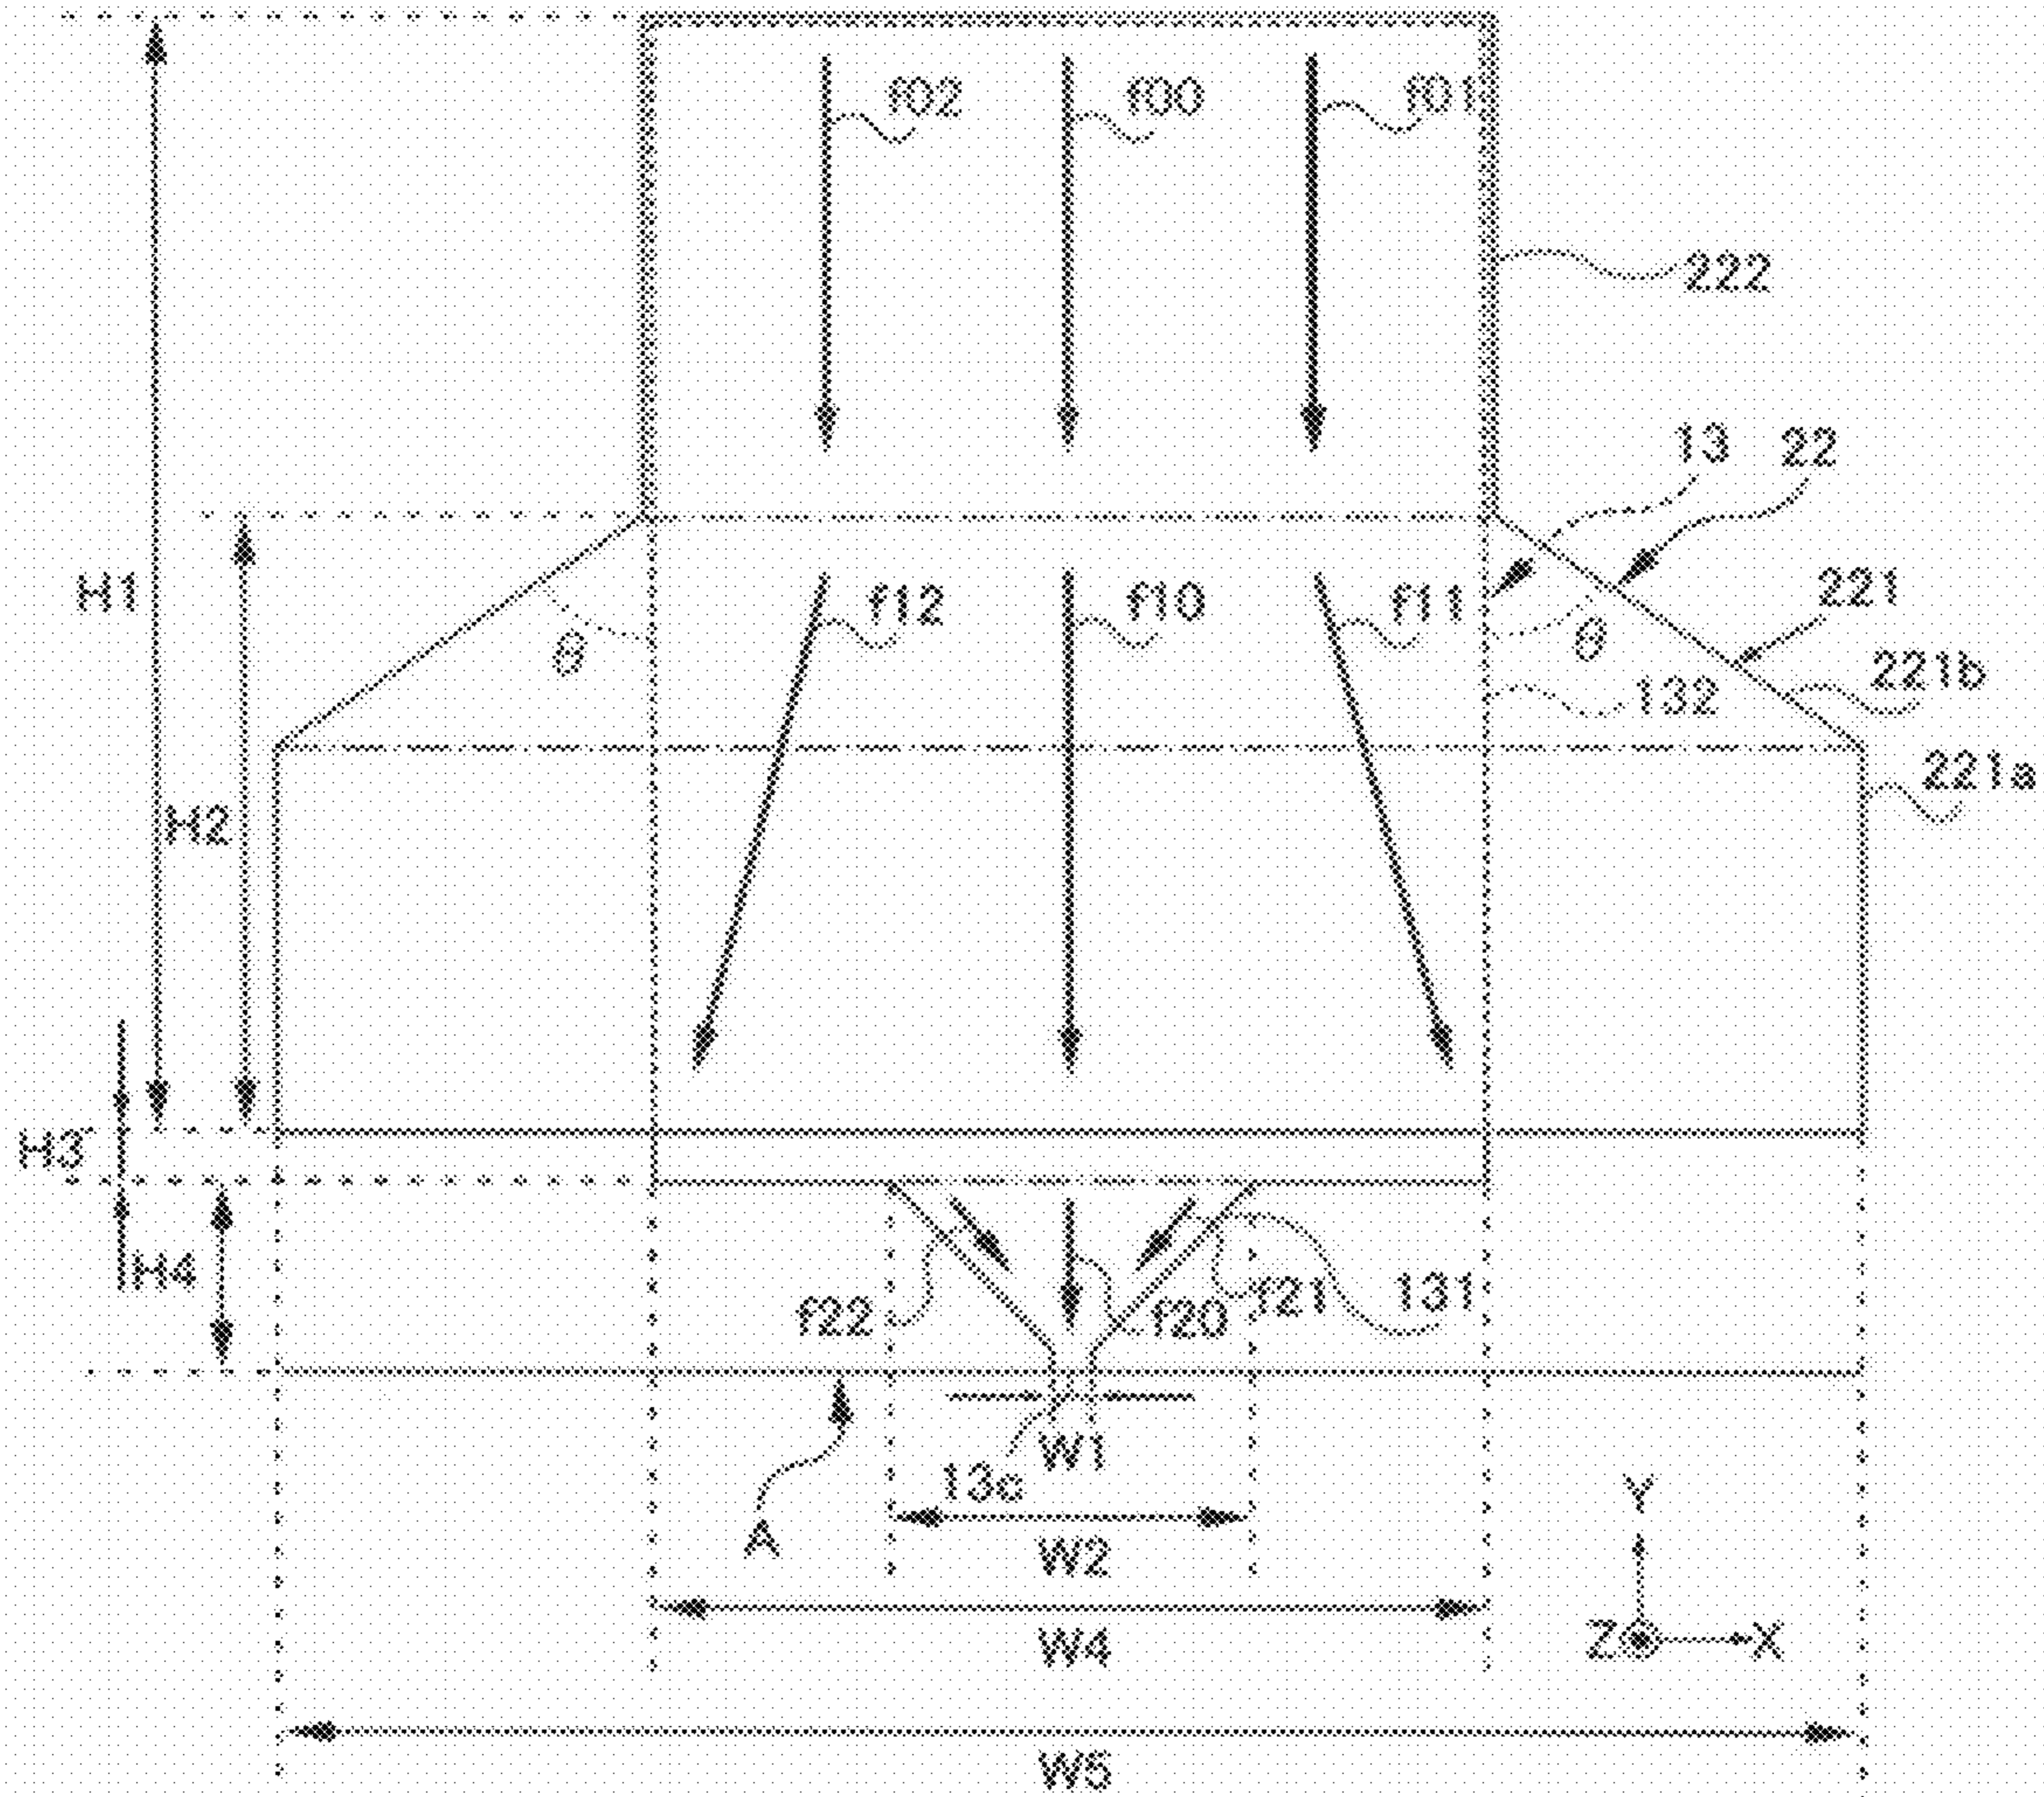 f02 f00 f01
222
13 22
H1 f12 f10 f11 221
θ θ
221b
132
221a
H2
H3
H4 f22 f20 f21 131
W1
13c
A
W2
Y
W4 Z X
W5